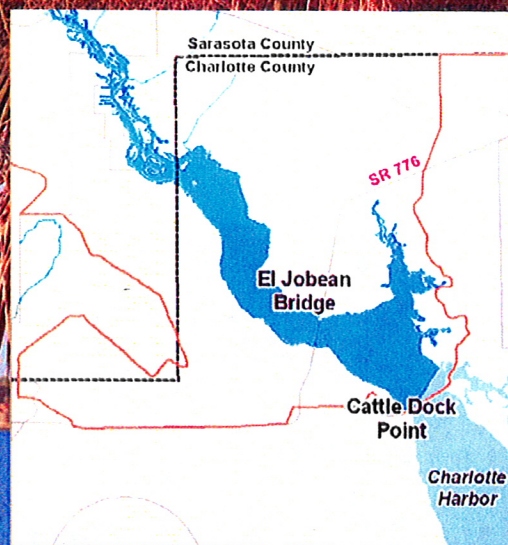 Sarasota County
Charlotte County
SR 776
El Jobean
Bridge
Cattle Dock
Point
Charlotte
Harbor